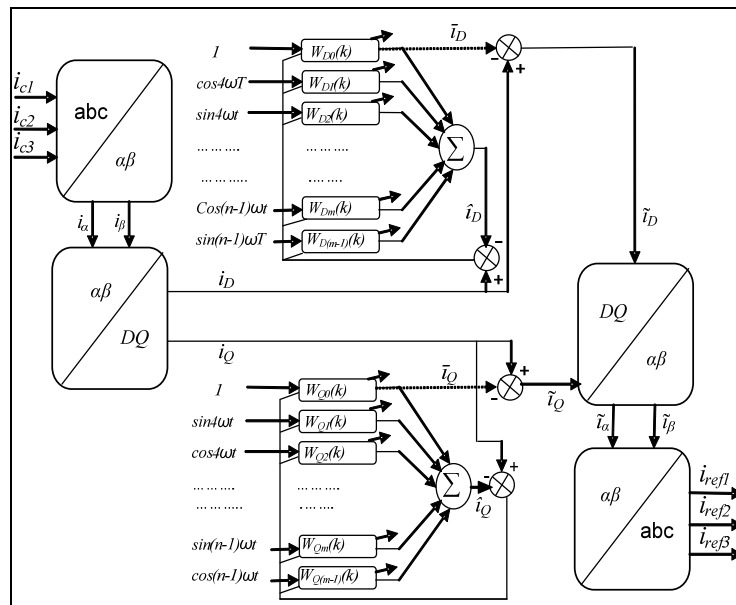 i_c1
i_c2
i_c3
abc
αβ
i_α i_β
αβ
DQ
i_D
i_Q
1 W_D0(k)
cos4ωT W_D1(k)
sin4ωt W_D2(k)
......... .........
......... .........
Cos(n-1)ωt W_Dm(k)
sin(n-1)ωT W_D(m-1)(k)
Σ
ī_D
î_D
- +
- +
ĩ_D
1 W_Q0(k)
sin4ωt W_Q1(k)
cos4ωt W_Q2(k)
......... .........
......... .........
sin(n-1)ωt W_Qm(k)
cos(n-1)ωt W_Q(m-1)(k)
Σ
ī_Q
î_Q
+ -
+ -
ĩ_Q
DQ
αβ
ĩ_α ĩ_β
αβ
abc
i_ref1
i_ref2
i_ref3